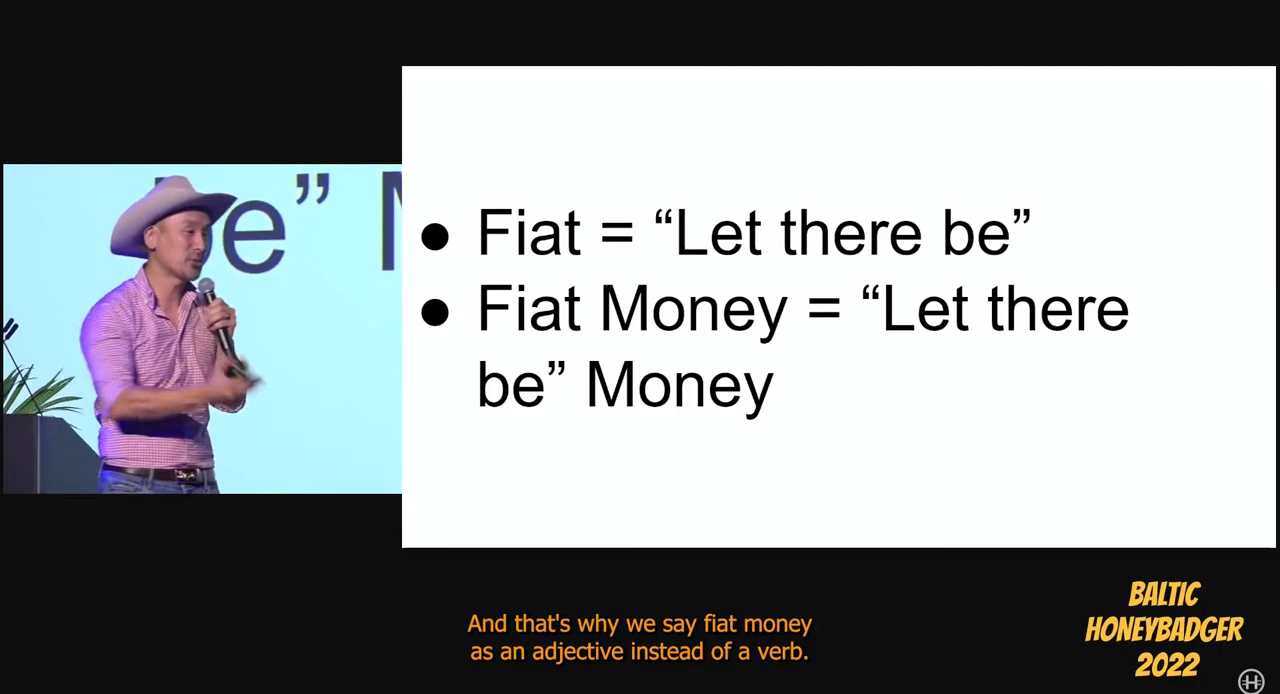 be” M
● Fiat = “Let there be”
● Fiat Money = “Let there
be” Money
And that's why we say fiat money
as an adjective instead of a verb.
BALTIC
HONEYBADGER
2022